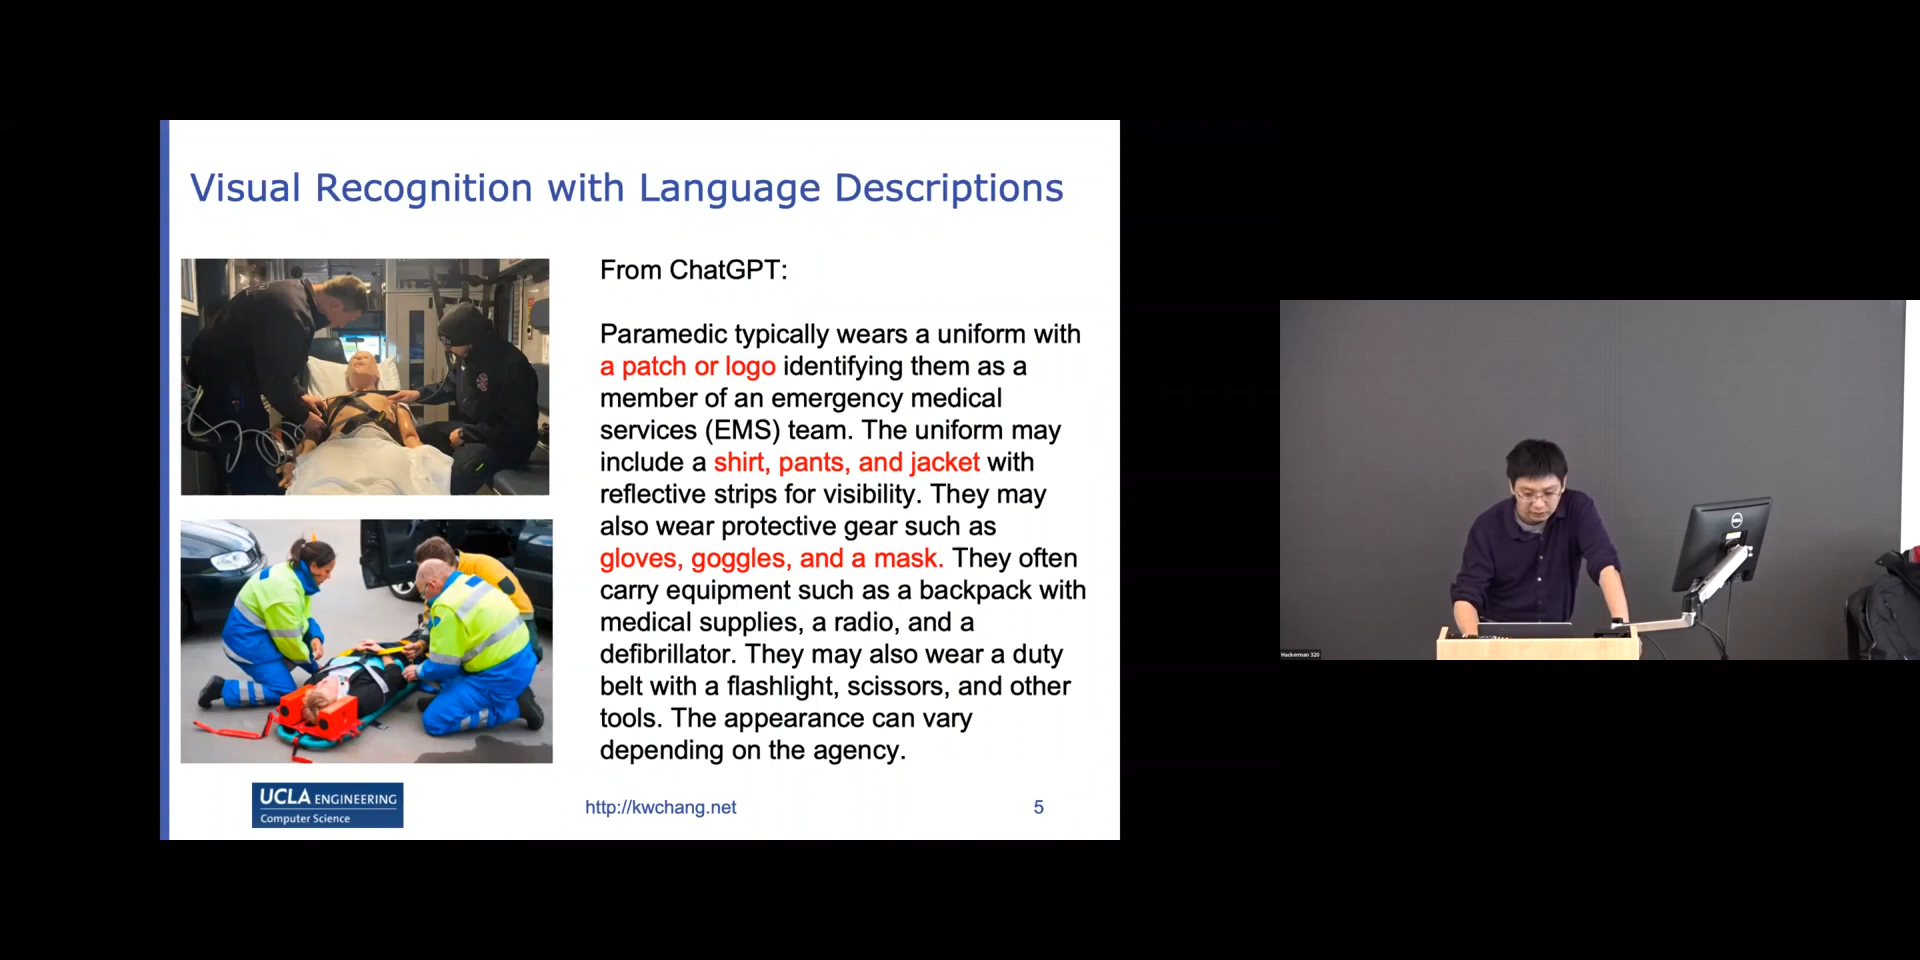 Visual Recognition with Language Descriptions
From ChatGPT:
Paramedic typically wears a uniform with
a patch or logo identifying them as a
member of an emergency medical
services (EMS) team. The uniform may
include a shirt, pants, and jacket with
reflective strips for visibility. They may
also wear protective gear such as
gloves, goggles, and a mask. They often
carry equipment such as a backpack with
medical supplies, a radio, and a
defibrillator. They may also wear a duty
belt with a flashlight, scissors, and other
tools. The appearance can vary
depending on the agency.
UCLA ENGINEERING
Computer Science
http://kwchang.net
5
DELL
Hackerman 320